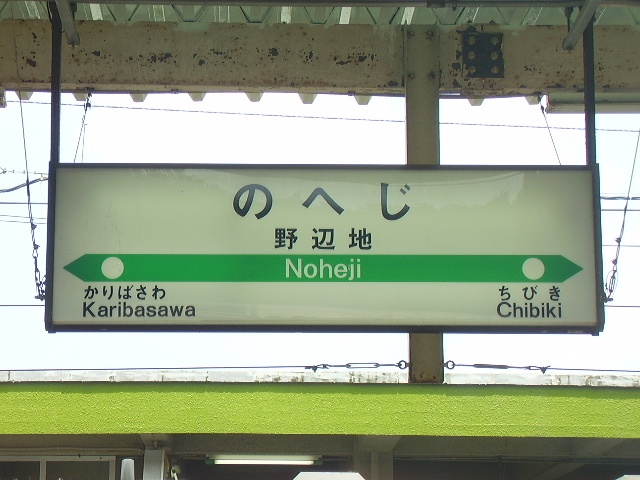 のへじ
野辺地
Noheji
かりばさわ ちびき
Karibasawa Chibiki